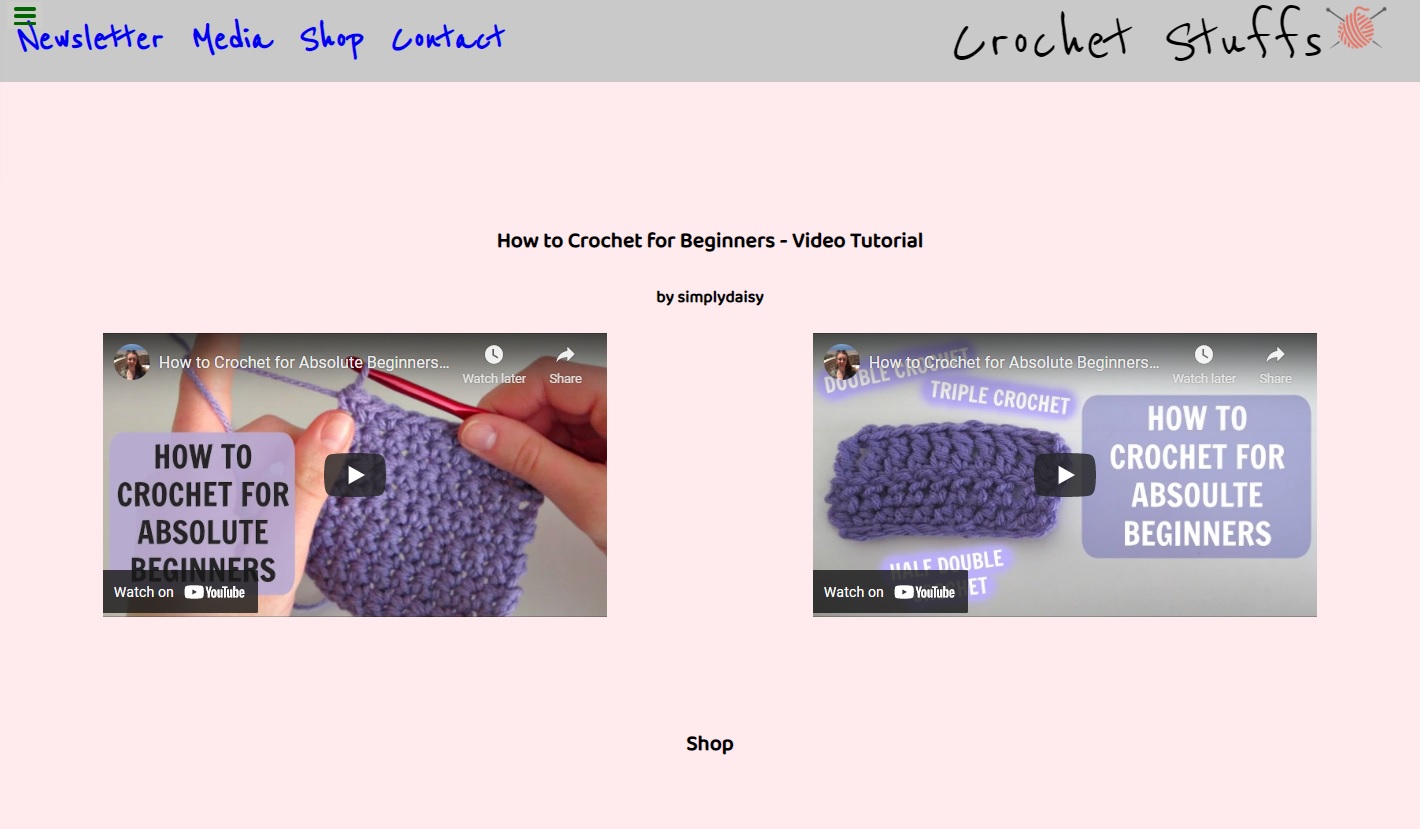 Newsletter Media Shop Contact
Crochet Stuffs
How to Crochet for Beginners - Video Tutorial
by simplydaisy
How to Crochet for Absolute Beginners...
Watch later
Share
HOW TO
CROCHET FOR
ABSOLUTE
BEGINNERS
Watch on YouTube
How to Crochet for Absolute Beginners...
Watch later
Share
DOUBLE CROCHET
TRIPLE CROCHET
HOW TO
CROCHET FOR
ABSOULTE
BEGINNERS
HALF DOUBLE
Watch on YouTube
Shop